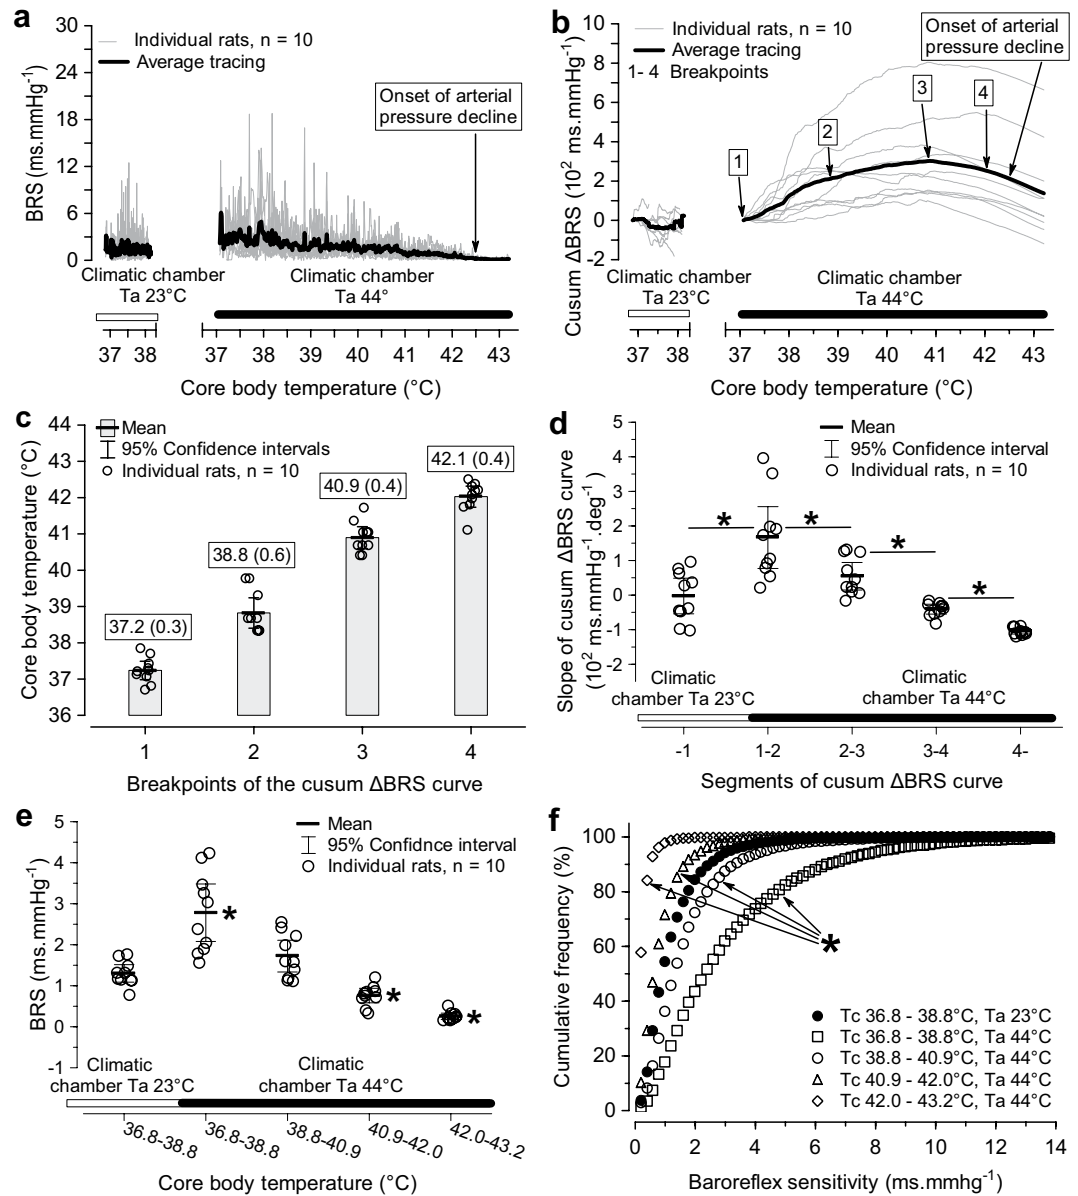 a
30
24
18
12
6
0
BRS (ms.mmHg-1)
Individual rats, n = 10
Average tracing
Onset of arterial
pressure decline
Climatic chamber
Ta 23°C
Climatic chamber
Ta 44°
37 38 37 38 39 40 41 42 43
Core body temperature (°C)
b
10
8
6
4
2
0
-2
Cusum ΔBRS (10² ms.mmHg-1)
Individual rats, n = 10
Average tracing
1- 4 Breakpoints
Onset of arterial
pressure decline
1
2
3
4
Climatic chamber
Ta 23°C
Climatic chamber
Ta 44°C
37 38 37 38 39 40 41 42 43
Core body temperature (°C)
c
44
43
42
41
40
39
38
37
36
Core body temperature (°C)
Mean
95% Confidence intervals
Individual rats, n = 10
37.2 (0.3)
38.8 (0.6)
40.9 (0.4)
42.1 (0.4)
1 2 3 4
Breakpoints of the cusum ΔBRS curve
d
5
4
3
2
1
0
-1
-2
Slope of cusum ΔBRS curve
(10² ms.mmHg-1.deg-1)
Mean
95% Confidence interval
Individual rats, n = 10
* * * *
Climatic
chamber Ta 23°C
Climatic
chamber Ta 44°C
-1 1-2 2-3 3-4 4-
Segments of cusum ΔBRS curve
e
5
4
3
2
1
0
-1
BRS (ms.mmHg-1)
Mean
95% Confidnce interval
Individual rats, n = 10
* * *
Climatic
chamber Ta 23°C
Climatic
chamber Ta 44°C
36.8-38.8 36.8-38.8 38.8-40.9 40.9-42.0 42.0-43.2
Core body temperature (°C)
f
100
80
60
40
20
0
Cumulative frequency (%)
*
Tc 36.8 - 38.8°C, Ta 23°C
Tc 36.8 - 38.8°C, Ta 44°C
Tc 38.8 - 40.9°C, Ta 44°C
Tc 40.9 - 42.0°C, Ta 44°C
Tc 42.0 - 43.2°C, Ta 44°C
0 2 4 6 8 10 12 14
Baroreflex sensitivity (ms.mmhg-1)